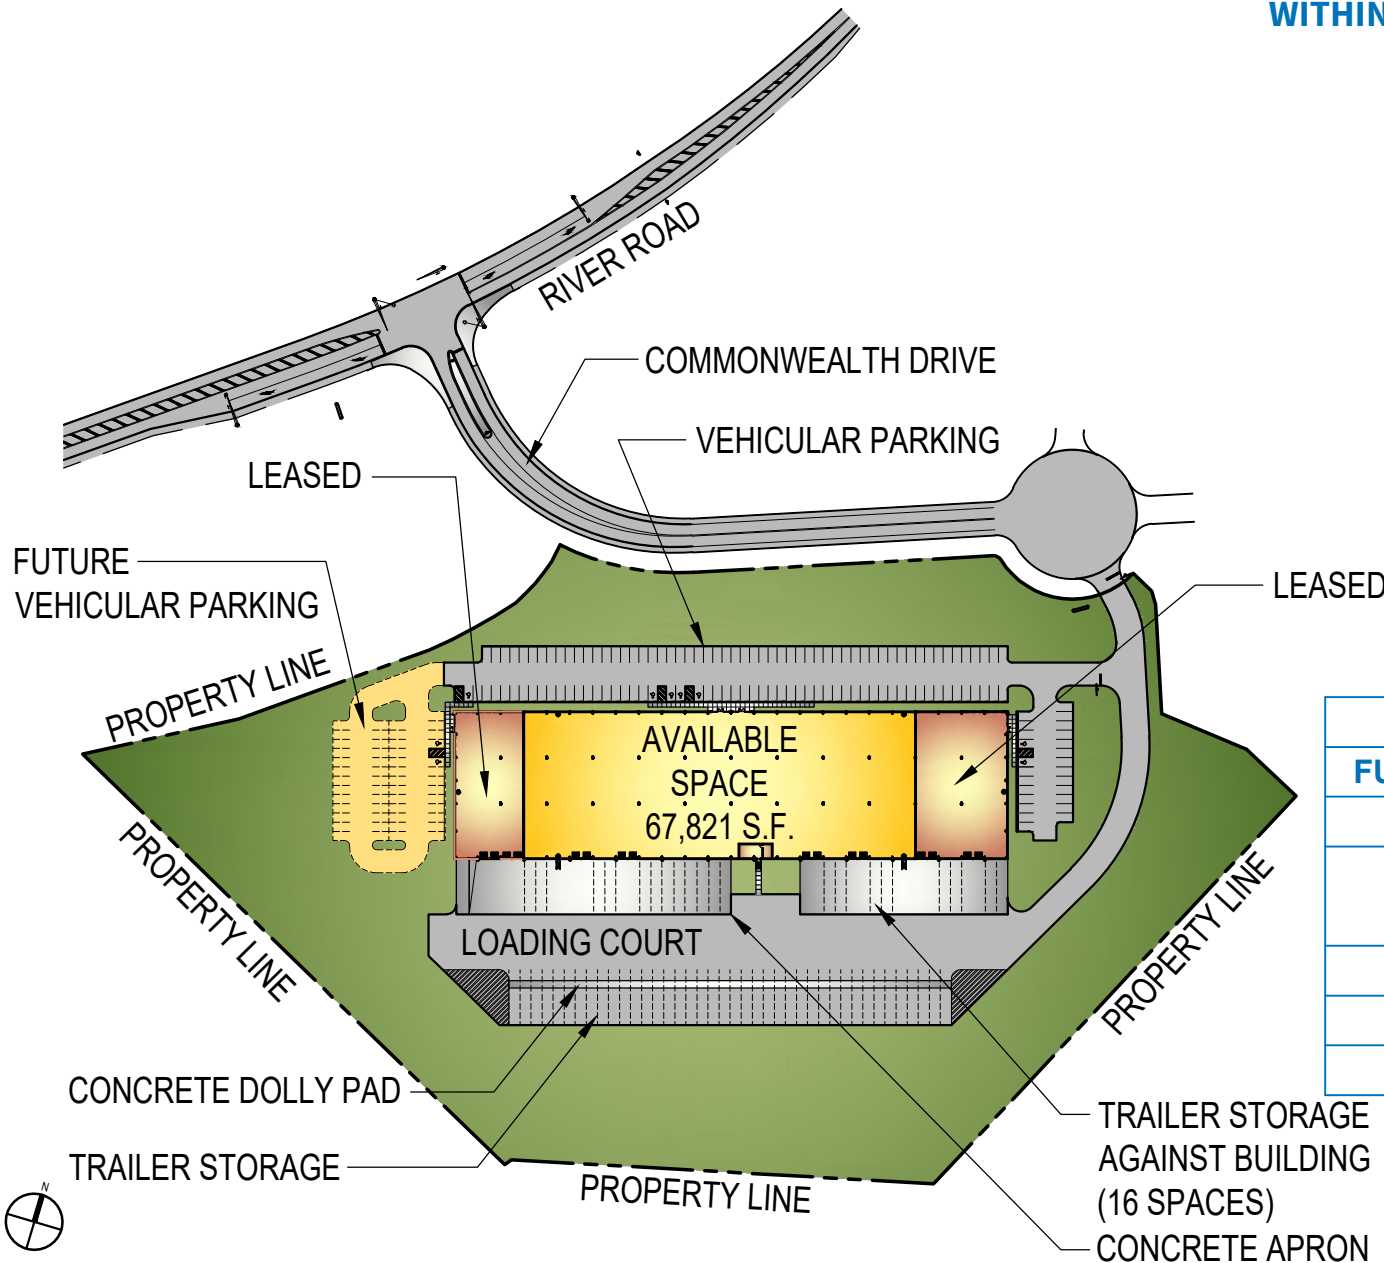 WITHIN
RIVER ROAD
COMMONWEALTH DRIVE
VEHICULAR PARKING
LEASED
FUTURE
VEHICULAR PARKING
LEASED
PROPERTY LINE
AVAILABLE
SPACE
67,821 S.F.
FU
PROPERTY LINE
PROPERTY LINE
LOADING COURT
CONCRETE DOLLY PAD
TRAILER STORAGE
AGAINST BUILDING
(16 SPACES)
TRAILER STORAGE
PROPERTY LINE
CONCRETE APRON
N